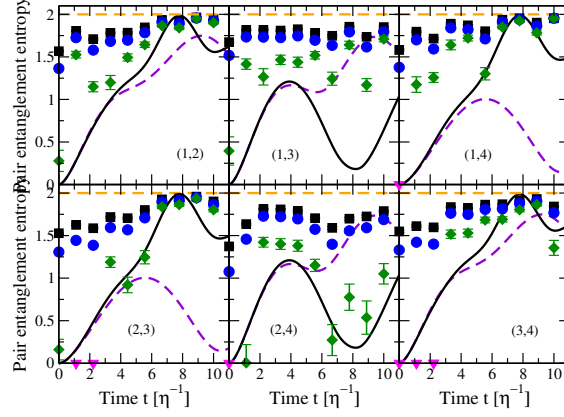 Pair entanglement entropy
Pair entanglement entropy
2
1.5
1
0.5
0
(1,2)
(1,3)
(1,4)
2
1.5
1
0.5
0
(2,3)
(2,4)
(3,4)
0 2 4 6 8 10
0 2 4 6 8 10
0 2 4 6 8 10
Time t [η⁻¹]
Time t [η⁻¹]
Time t [η⁻¹]